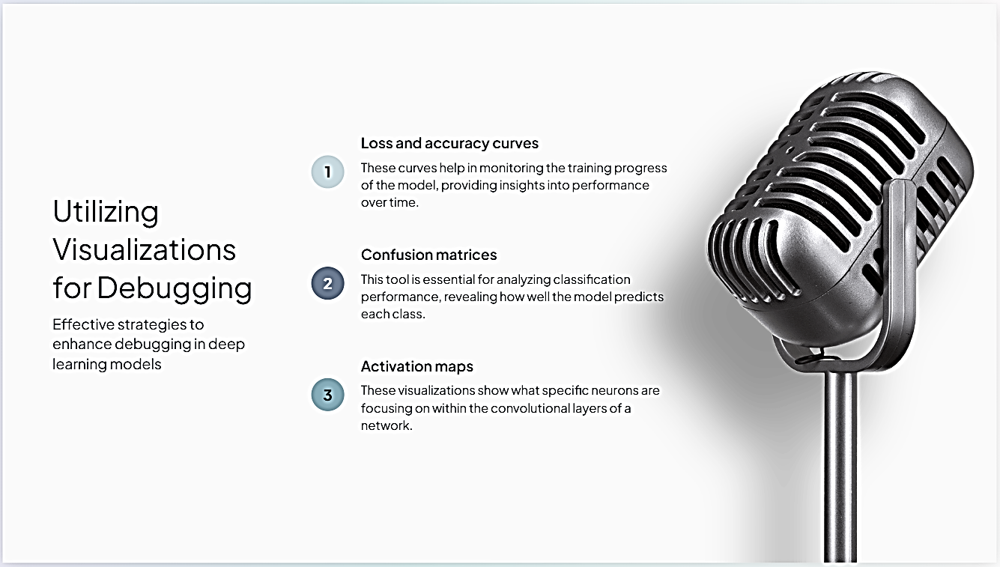 Utilizing
Visualizations
for Debugging
Effective strategies to
enhance debugging in deep
learning models
1
Loss and accuracy curves
These curves help in monitoring the training progress
of the model, providing insights into performance
over time.
2
Confusion matrices
This tool is essential for analyzing classification
performance, revealing how well the model predicts
each class.
3
Activation maps
These visualizations show what specific neurons are
focusing on within the convolutional layers of a
network.